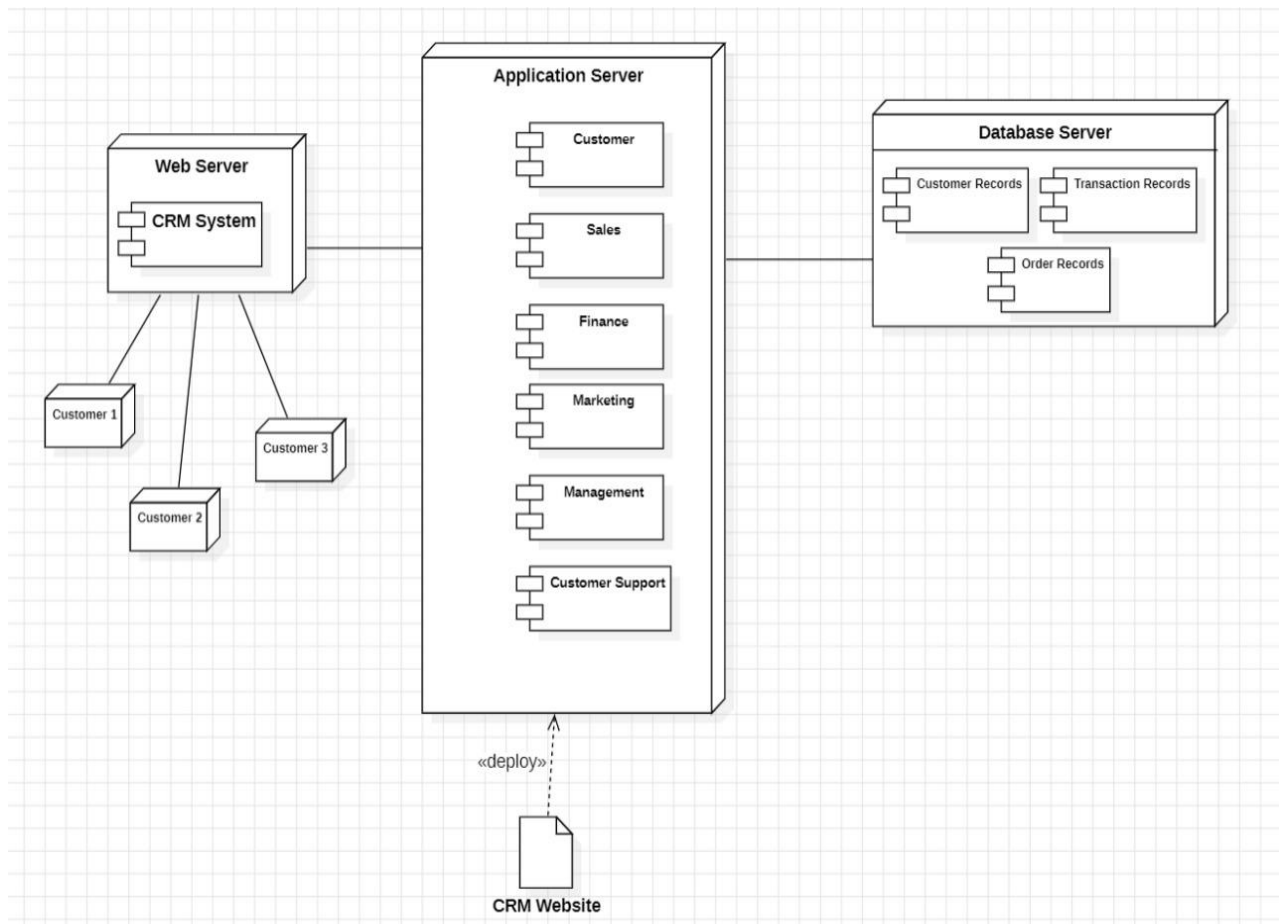 Application Server
Customer
Sales
Finance
Marketing
Management
Customer Support
Web Server
CRM System
Customer 1
Customer 2
Customer 3
Database Server
Customer Records
Transaction Records
Order Records
«deploy»
CRM Website